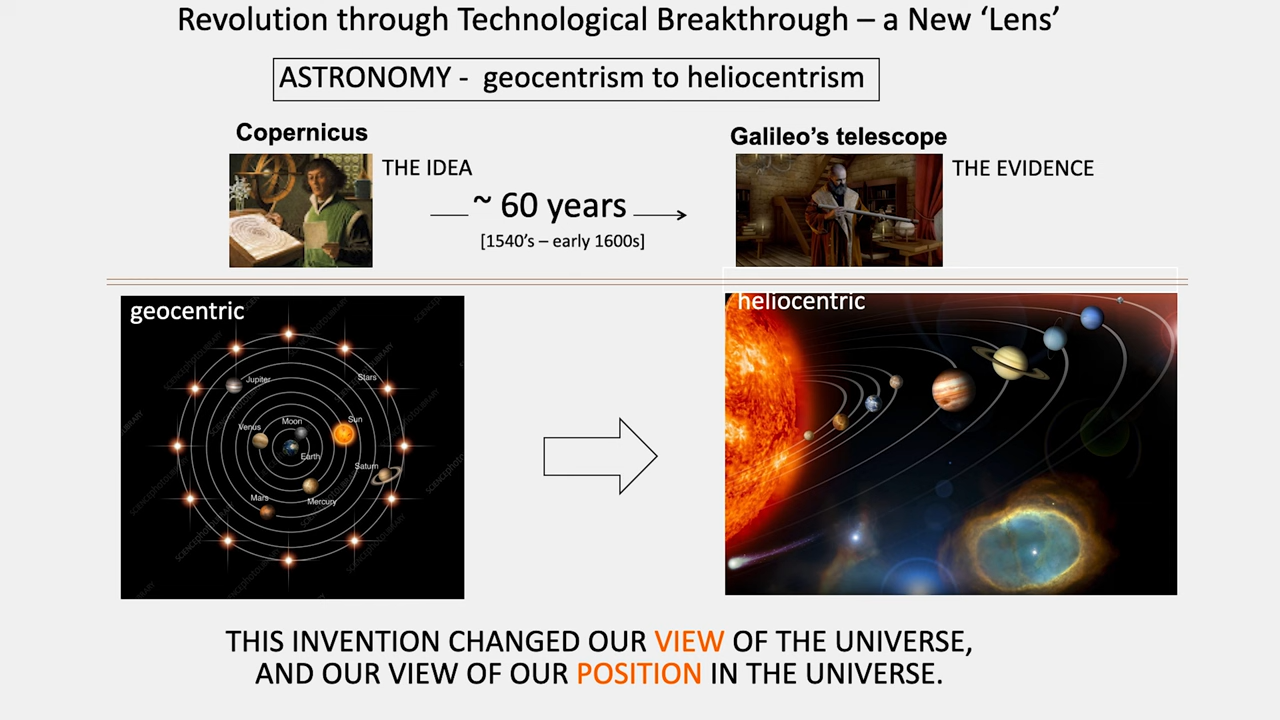 Revolution through Technological Breakthrough – a New ‘Lens’
ASTRONOMY - geocentrism to heliocentrism
Copernicus
THE IDEA
~ 60 years
[1540’s – early 1600s]
Galileo’s telescope
THE EVIDENCE
geocentric
Jupiter
Stars
Moon
Sun
Venus
Earth
Saturn
Mars
Mercury
heliocentric
THIS INVENTION CHANGED OUR VIEW OF THE UNIVERSE,
AND OUR VIEW OF OUR POSITION IN THE UNIVERSE.